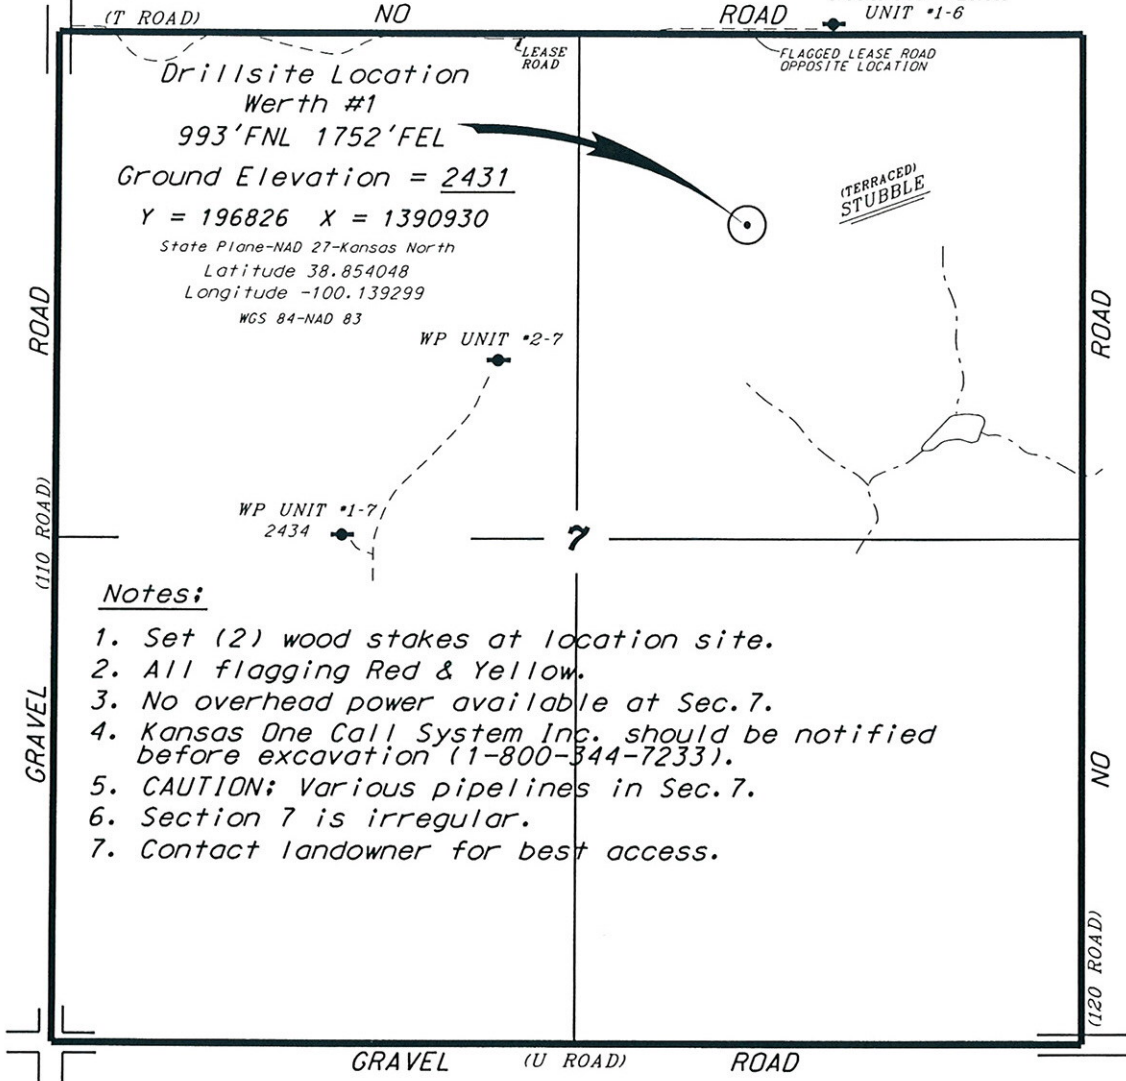 (T ROAD)
NO
ROAD
UNIT #1-6
LEASE
ROAD
FLAGGED LEASE ROAD
OPPOSITE LOCATION
Drillsite Location
Werth #1
993'FNL 1752'FEL
Ground Elevation = 2431
Y = 196826 X = 1390930
State Plane-NAD 27-Kansas North
Latitude 38.854048
Longitude -100.139299
WGS 84-NAD 83
(TERRACED)
STUBBLE
ROAD
ROAD
WP UNIT #2-7
WP UNIT #1-7
2434
(110 ROAD)
7
Notes:
1. Set (2) wood stakes at location site.
2. All flagging Red & Yellow.
3. No overhead power available at Sec.7.
4. Kansas One Call System Inc. should be notified
before excavation (1-800-344-7233).
5. CAUTION: Various pipelines in Sec.7.
6. Section 7 is irregular.
7. Contact landowner for best access.
GRAVEL
NO
(120 ROAD)
GRAVEL
(U ROAD)
ROAD